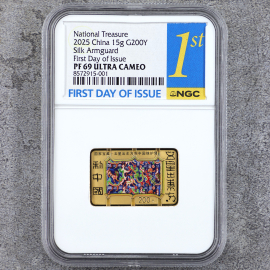 National Treasure
2025 China 15g G200Y
Silk Armguard
First Day of Issue
PF 69 ULTRA CAMEO
8572915-001
1st
NGC
FIRST DAY OF ISSUE